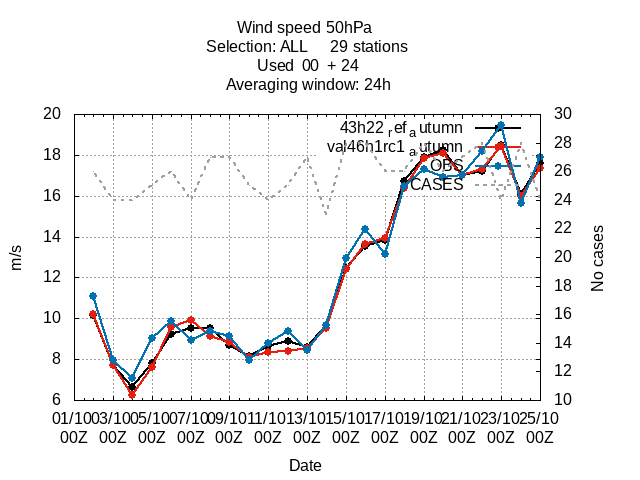 Wind speed 50hPa
Selection: ALL 29 stations
Used 00 + 24
Averaging window: 24h
20
18
16
14
12
10
8
6
30
28
26
24
22
20
18
16
14
12
10
m/s
No cases
43h22_ref_autumn
val46h1rc1_autumn
OBS
CASES
01/10 03/10 05/10 07/10 09/10 11/10 13/10 15/10 17/10 19/10 21/10 23/10 25/10
00Z 00Z 00Z 00Z 00Z 00Z 00Z 00Z 00Z 00Z 00Z 00Z 00Z
Date